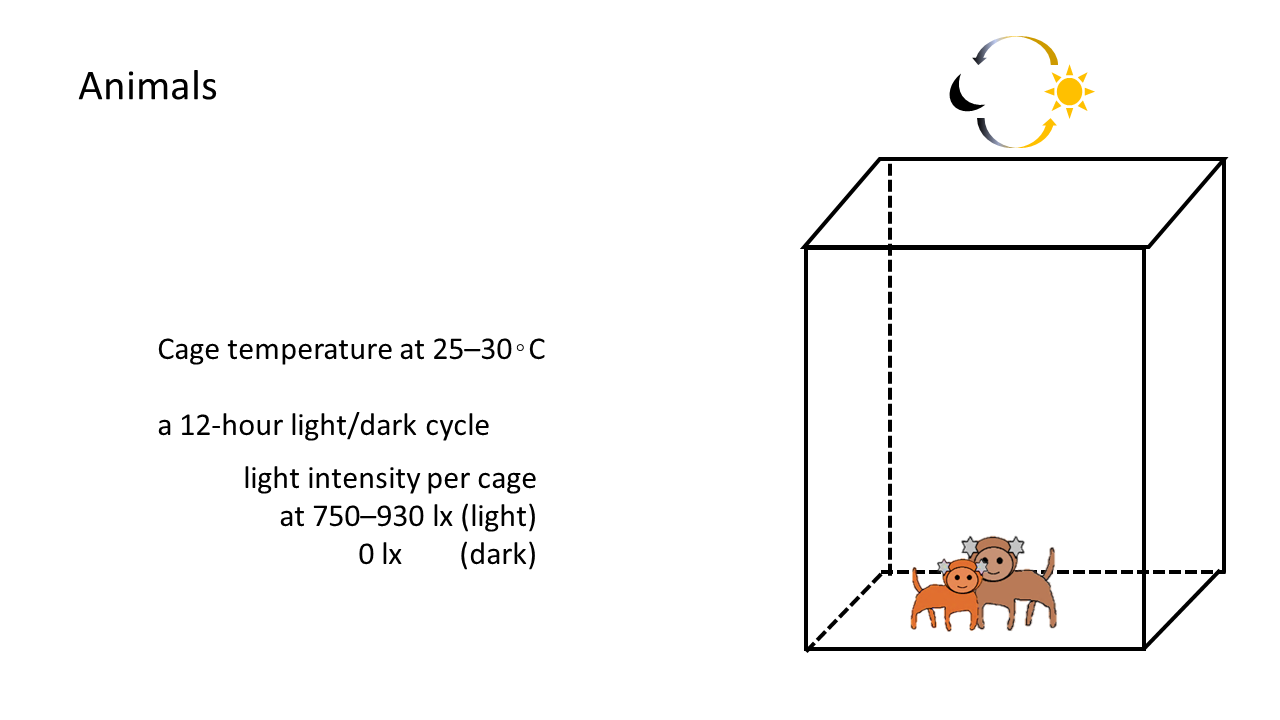 Animals
Cage temperature at 25–30◦C
a 12-hour light/dark cycle
light intensity per cage
at 750–930 lx (light)
0 lx (dark)